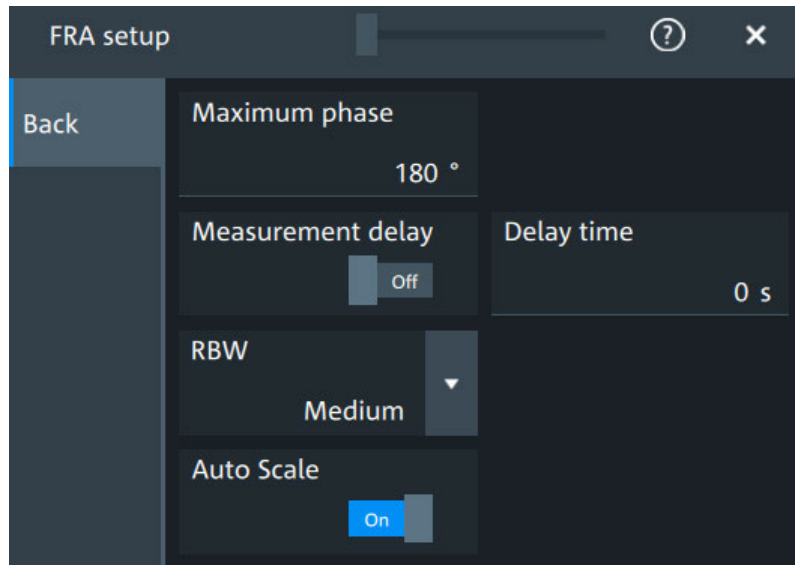 FRA setup
?
Back
Maximum phase
180 °
Measurement delay
Off
Delay time
0 s
RBW
Medium
Auto Scale
On